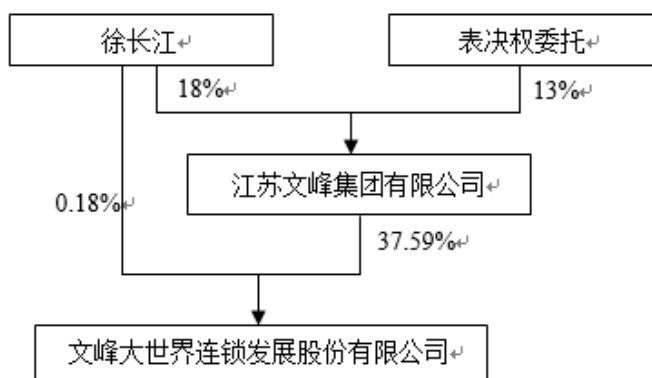 徐长江↵
表决权委托↵
18%↵
13%↵
江苏文峰集团有限公司↵
0.18%↵
37.59%↵
文峰大世界连锁发展股份有限公司↵